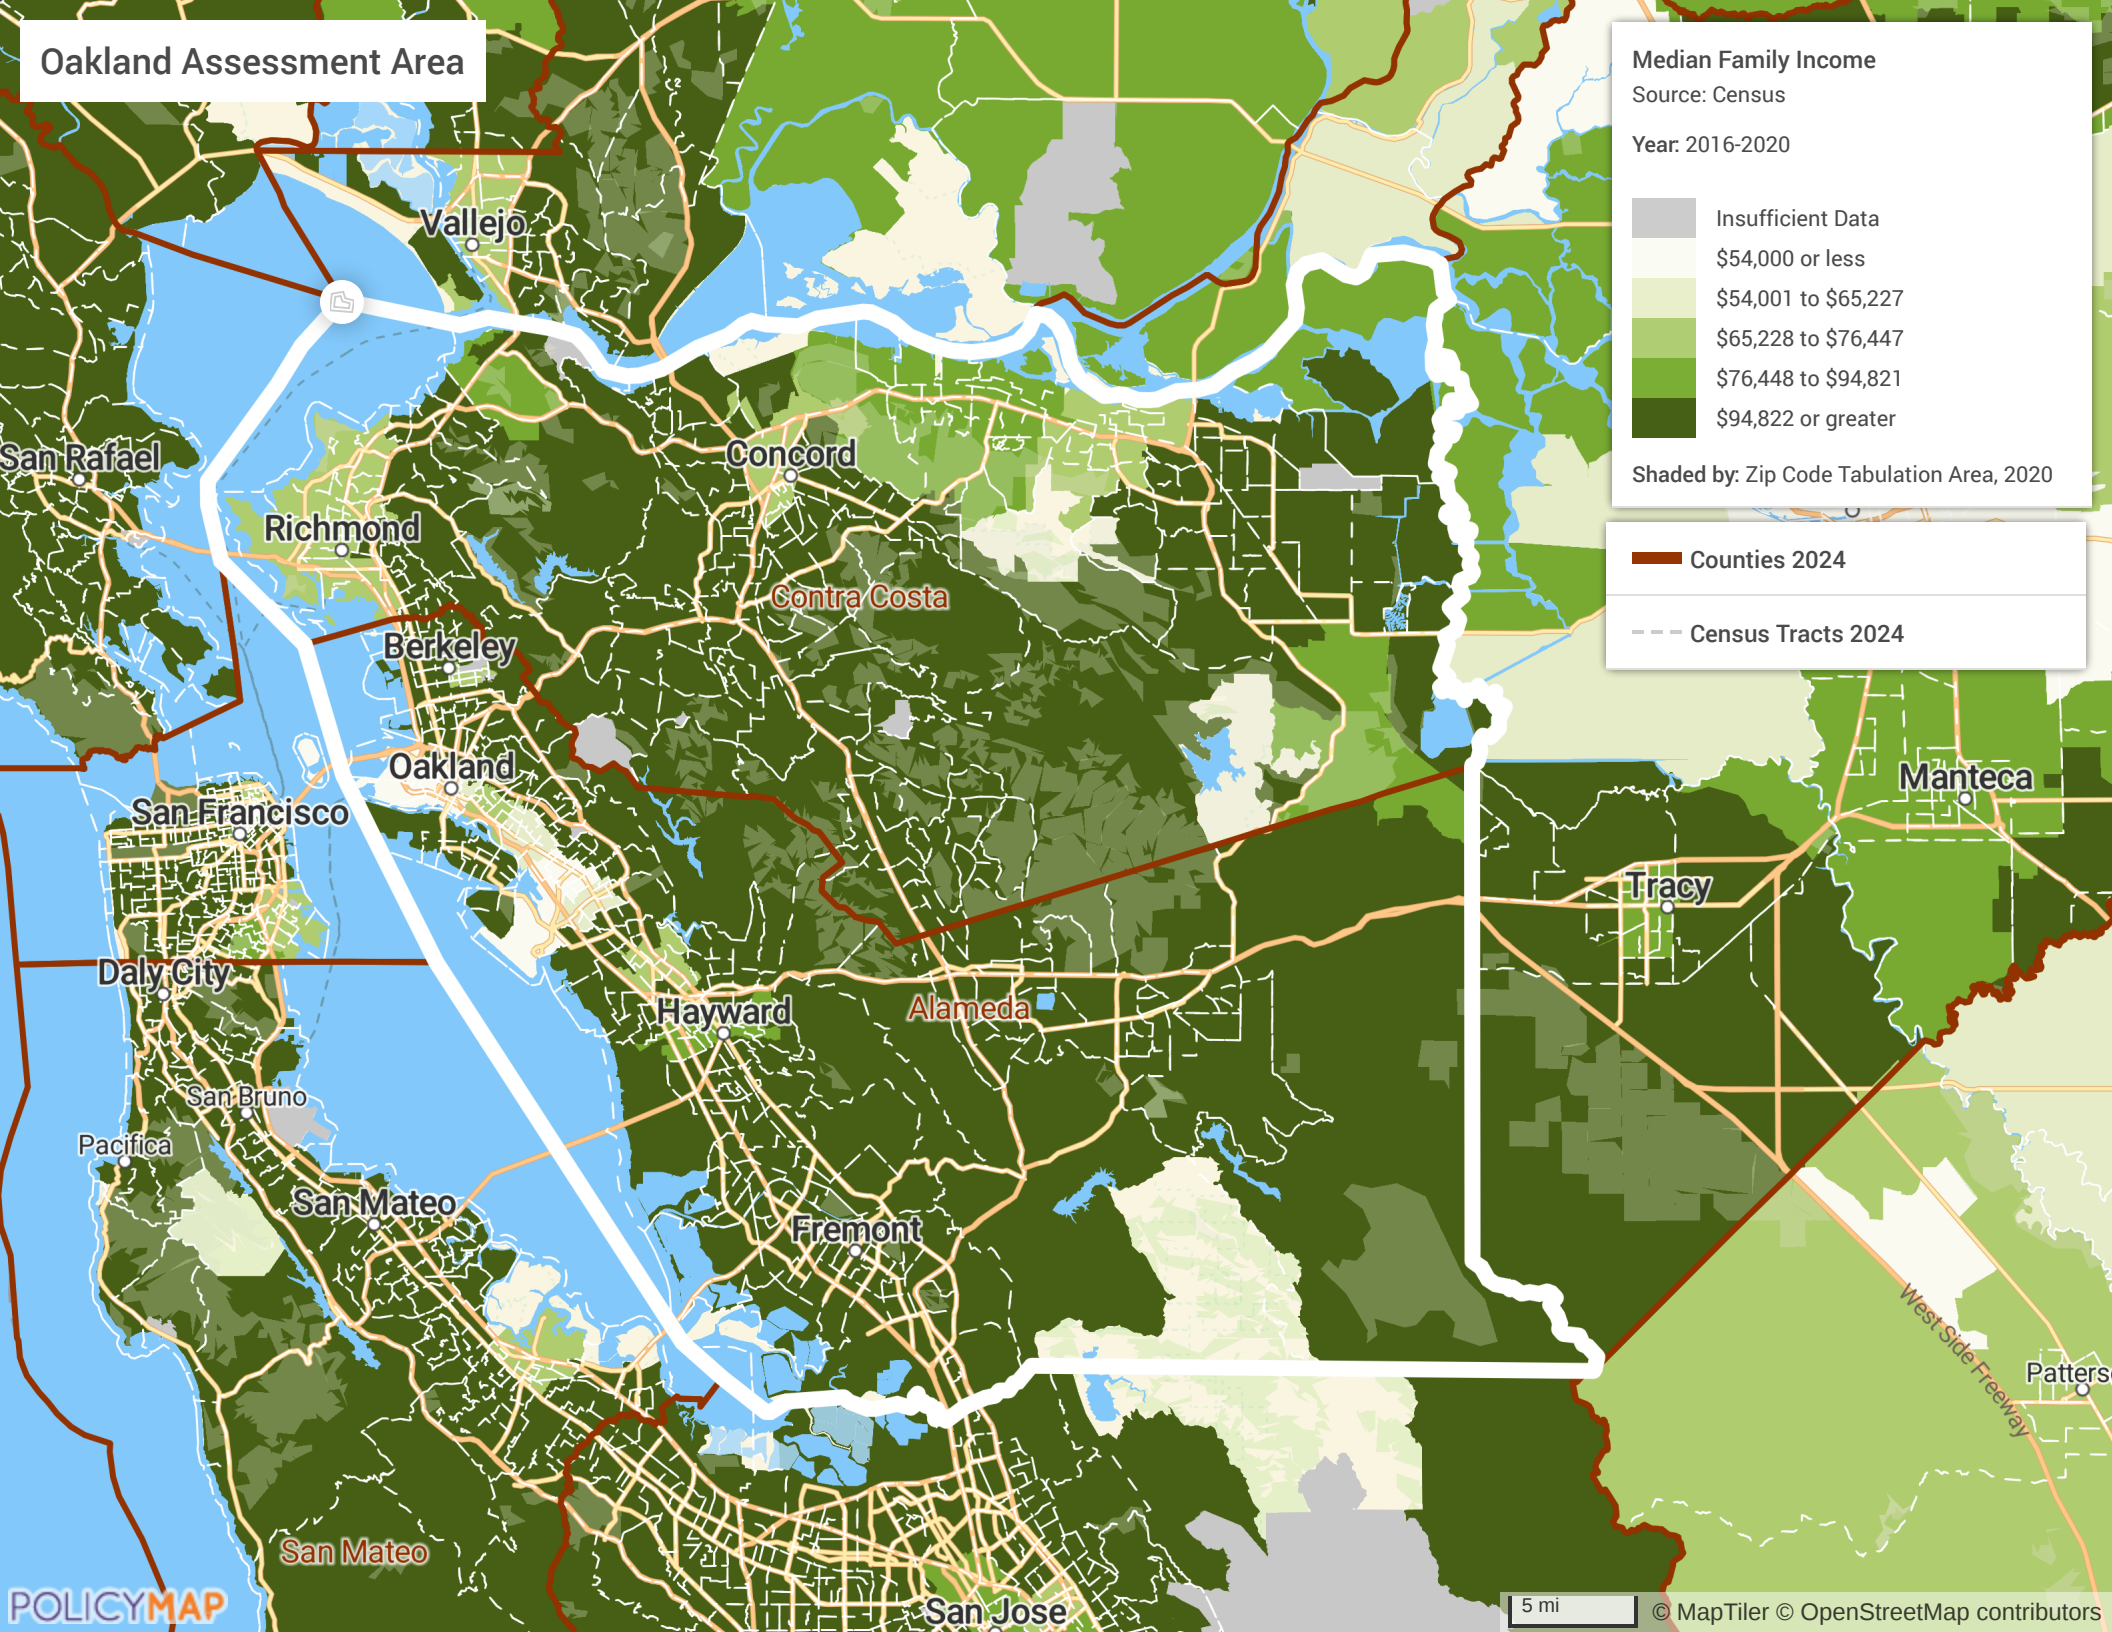 Oakland Assessment Area
Median Family Income
Source: Census
Year: 2016-2020
Insufficient Data
$54,000 or less
$54,001 to $65,227
$65,228 to $76,447
$76,448 to $94,821
$94,822 or greater
Shaded by: Zip Code Tabulation Area, 2020
Counties 2024
Census Tracts 2024
Vallejo
San Rafael
Concord
Richmond
Contra Costa
Berkeley
Oakland
San Francisco
Manteca
Tracy
Daly City
Hayward
Alameda
San Bruno
Pacifica
San Mateo
Fremont
West Side Freeway
Patters
San Mateo
San Jose
POLICYMAP
5 mi
© MapTiler © OpenStreetMap contributors